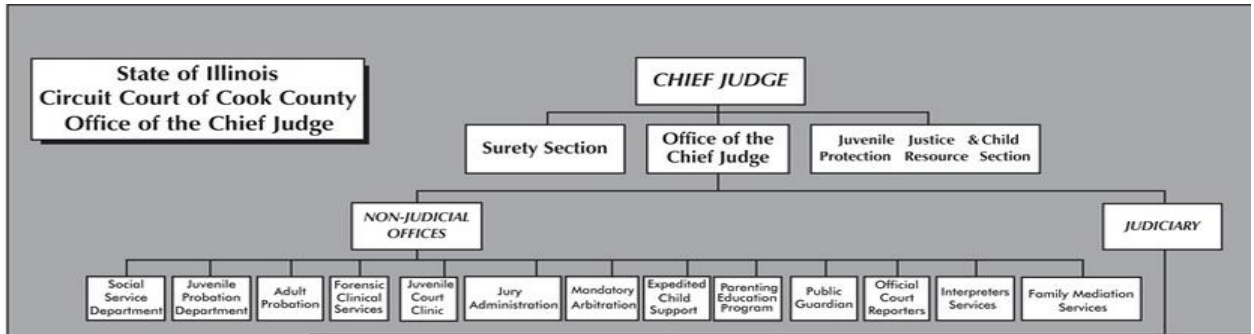 State of Illinois
Circuit Court of Cook County
Office of the Chief Judge
CHIEF JUDGE
Surety Section
Office of the
Chief Judge
Juvenile Justice & Child
Protection Resource Section
NON-JUDICIAL
OFFICES
JUDICIARY
Social
Service
Department
Juvenile
Probation
Department
Adult
Probation
Forensic
Clinical
Services
Juvenile
Court
Clinic
Jury
Administration
Mandatory
Arbitration
Expedited
Child
Support
Parenting
Education
Program
Public
Guardian
Official
Court
Reporters
Interpreters
Services
Family Mediation
Services